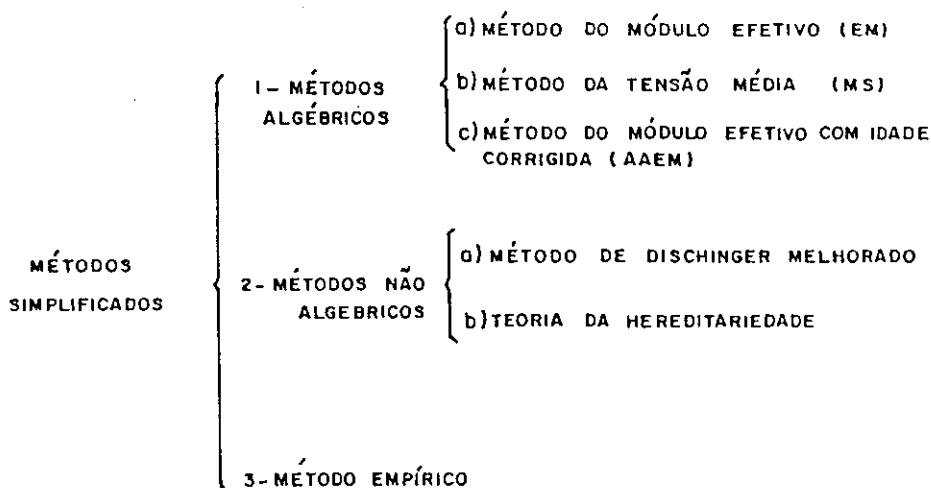 MÉTODOS
SIMPLIFICADOS
1- MÉTODOS
ALGÉBRICOS
a) MÉTODO DO MÓDULO EFETIVO (EM)
b) MÉTODO DA TENSÃO MÉDIA (MS)
c) MÉTODO DO MÓDULO EFETIVO COM IDADE
CORRIGIDA (AAEM)
2- MÉTODOS NÃO
ALGEBRICOS
a) MÉTODO DE DISCHINGER MELHORADO
b) TEORIA DA HEREDITARIEDADE
3- MÉTODO EMPÍRICO